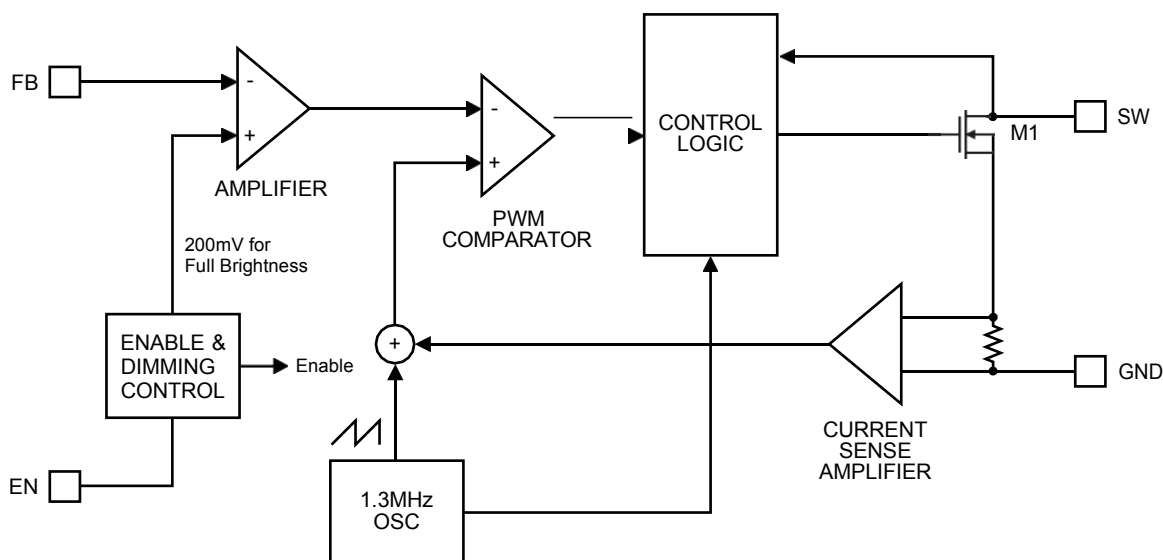 FB
-
+
AMPLIFIER
-
+
PWM
COMPARATOR
CONTROL
LOGIC
M1
SW
200mV for
Full Brightness
ENABLE &
DIMMING
CONTROL
Enable
+
GND
CURRENT
SENSE
AMPLIFIER
EN
1.3MHz
OSC